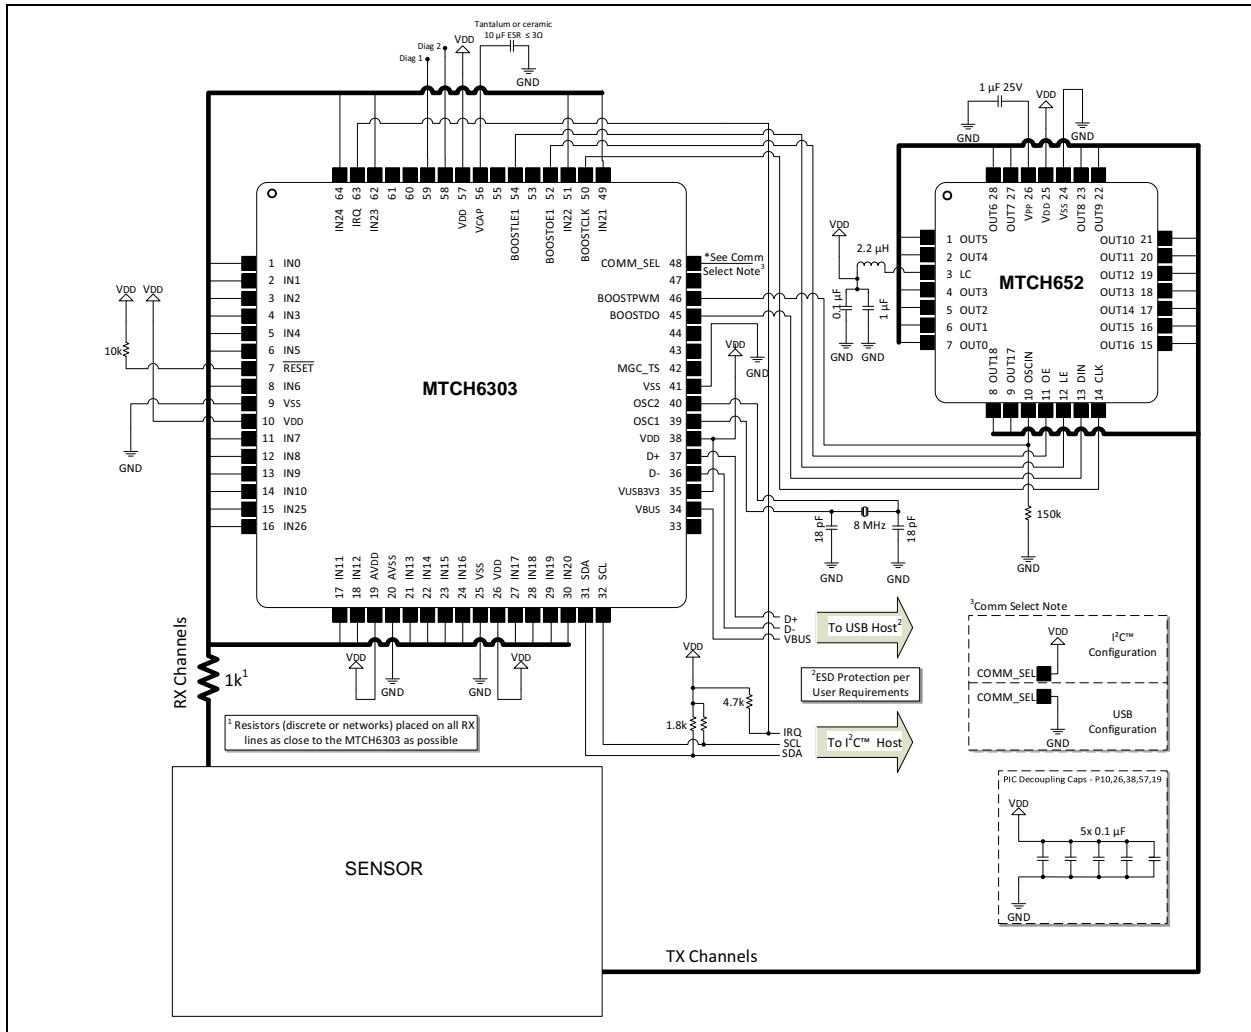 Tantalum or ceramic
10 µF ESR ≤ 3Ω
Diag 2
Diag 1
VDD
GND
64 63 62 61 60 59 58 57 56 55 54 53 52 51 50 49
IN24
IRQ
IN23
VDD
VCAP
BOOSTLE1
BOOSTOE1
IN22
BOOSTCLK
IN21
1 IN0
2 IN1
3 IN2
4 IN3
5 IN4
6 IN5
7 RESET
8 IN6
9 VSS
10 VDD
11 IN7
12 IN8
13 IN9
14 IN10
15 IN25
16 IN26
VDD
VDD
10k
GND
MTCH6303
COMM_SEL 48
47
BOOSTPWM 46
BOOSTDO 45
44
43
MGC_TS 42
VSS 41
OSC2 40
OSC1 39
VDD 38
D+ 37
D- 36
VUSB3V3 35
VBUS 34
33
*See Comm
Select Note3
VDD
GND
17 IN11
18 IN12
19 AVDD
20 AVSS
21 IN13
22 IN14
23 IN15
24 IN16
25 VSS
26 VDD
27 IN17
28 IN18
29 IN19
30 IN20
31 SDA
32 SCL
VDD
GND
GND
VDD
RX Channels
1k1
1 Resistors (discrete or networks) placed on all RX
lines as close to the MTCH6303 as possible
SENSOR
TX Channels
1 µF 25V
VDD
GND
GND
OUT6 28
OUT7 27
VPP 26
VDD 25
VSS 24
OUT8 23
OUT9 22
VDD
2.2 µH
0.1 µF
1 µF
GND
GND
1 OUT5
2 OUT4
3 LC
4 OUT3
5 OUT2
6 OUT1
7 OUT0
MTCH652
OUT10 21
OUT11 20
OUT12 19
OUT13 18
OUT14 17
OUT15 16
OUT16 15
8 OUT18
9 OUT17
10 OSCIN
11 OE
12 LE
13 DIN
14 CLK
18 pF
8 MHz
18 pF
GND
GND
150k
GND
D+
D-
VBUS
To USB Host2
2ESD Protection per
User Requirements
VDD
4.7k
1.8k
IRQ
SCL
SDA
To I2C™ Host
3Comm Select Note
VDD
I2C™
Configuration
COMM_SEL
COMM_SEL
USB
Configuration
GND
PIC Decoupling Caps - P10,26,38,57,19
VDD
5x 0.1 µF
GND